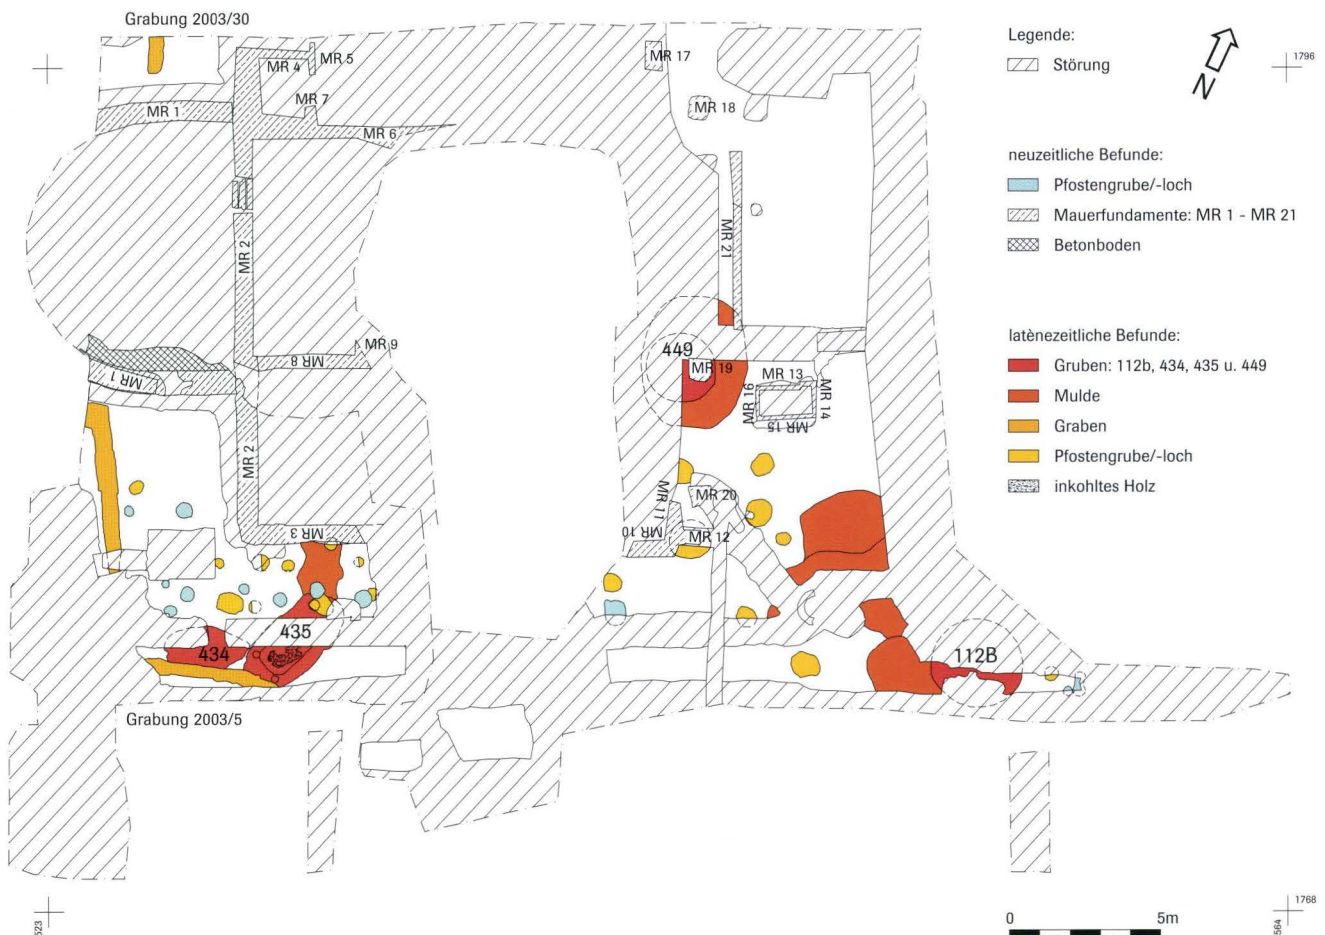 Grabung 2003/30
MR 5
MR 4
MR 7
MR 1
MR 6
MR 2
MR 17
MR 18
MR 21
MR 9
MR 8
MR 1
MR 2
449
MR 19
MR 13
MR 16
MR 14
MR 15
MR 11
MR 20
MR 10
MR 12
MR 3
435
434
112B
Grabung 2003/5
Legende:
Störung
N
1796
neuzeitliche Befunde:
Pfostengrube/-loch
Mauerfundamente: MR 1 - MR 21
Betonboden
latènezeitliche Befunde:
Gruben: 112b, 434, 435 u. 449
Mulde
Graben
Pfostengrube/-loch
inkohltes Holz
523
0
5m
564
1768